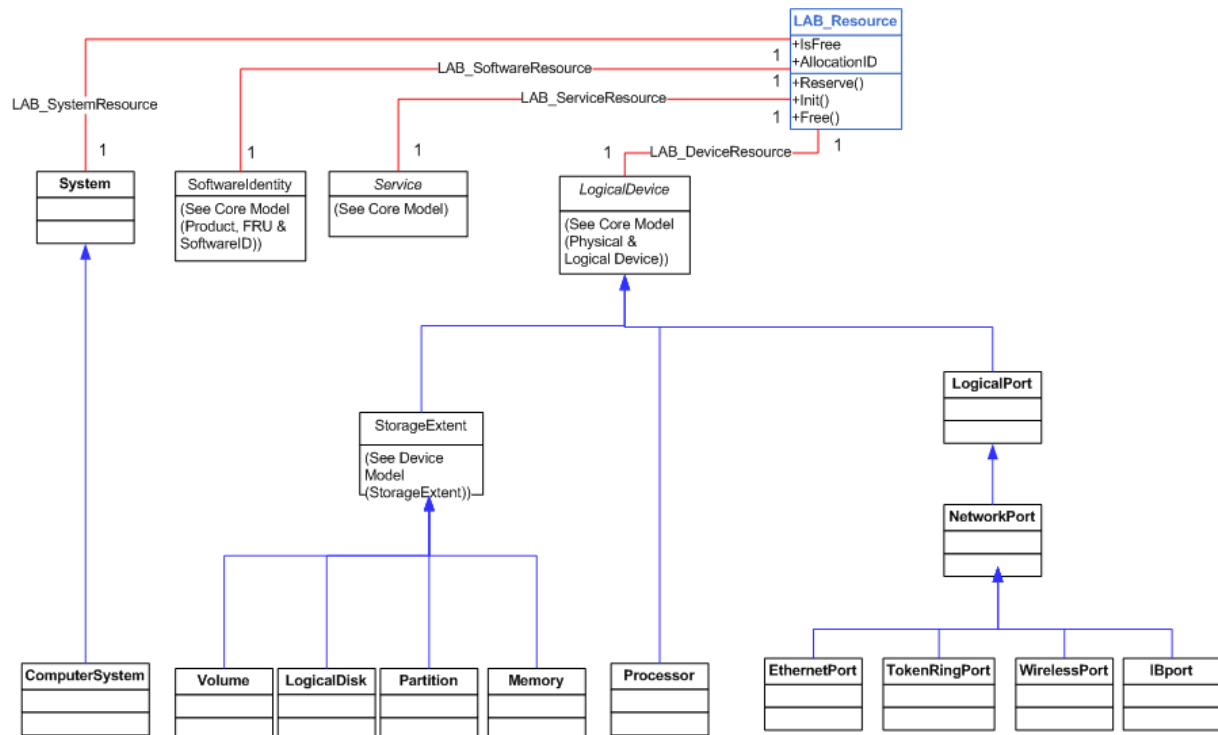 LAB_Resource
+IsFree
+AllocationID
+Reserve()
+Init()
+Free()
1
1
1
1
LAB_SoftwareResource
LAB_ServiceResource
LAB_SystemResource
LAB_DeviceResource
1
1
1
1
System
SoftwareIdentity
(See Core Model
(Product, FRU &
SoftwareID))
Service
(See Core Model)
LogicalDevice
(See Core Model
(Physical &
Logical Device))
LogicalPort
StorageExtent
(See Device
Model
(StorageExtent))
NetworkPort
ComputerSystem
Volume
LogicalDisk
Partition
Memory
Processor
EthernetPort
TokenRingPort
WirelessPort
IBport